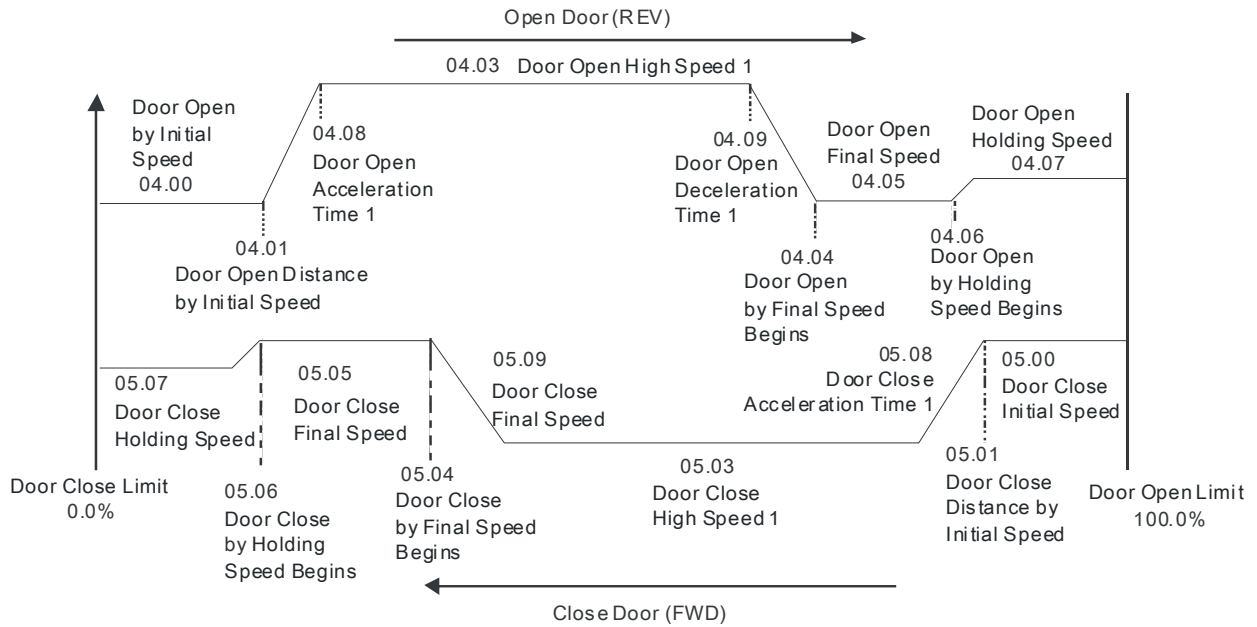 Open Door (REV)
04.03 Door Open High Speed 1
Door Open
by Initial
Speed
04.00
04.08
Door Open
Acceleration
Time 1
04.01
Door Open Distance
by Initial Speed
04.09
Door Open
Deceleration
Time 1
Door Open
Final Speed
04.05
Door Open
Holding Speed
04.07
04.04
Door Open
by Final Speed
Begins
04.06
Door Open
by Holding
Speed Begins
05.07
Door Close
Holding Speed
05.05
Door Close
Final Speed
05.09
Door Close
Final Speed
05.08
Door Close
Acceleration Time 1
05.00
Door Close
Initial Speed
Door Close Limit
0.0%
05.06
Door Close
by Holding
Speed Begins
05.04
Door Close
by Final Speed
Begins
05.03
Door Close
High Speed 1
05.01
Door Close
Distance by
Initial Speed
Door Open Limit
100.0%
Close Door (FWD)